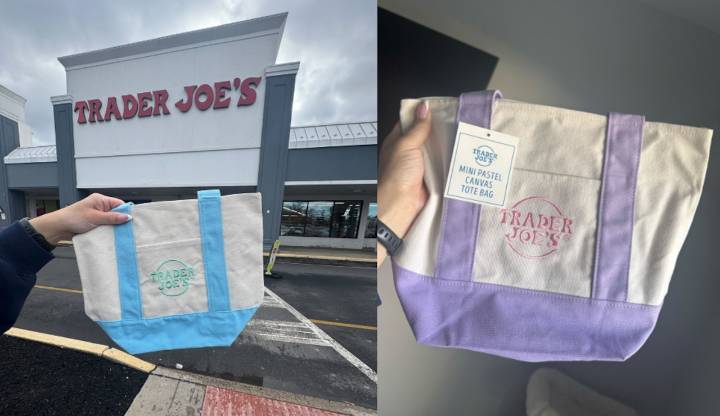 TRADER JOE'S
TRADER
JOE'S
TRADER
JOE'S
MINI PASTEL
CANVAS
TOTE BAG
TRADER
JOE'S